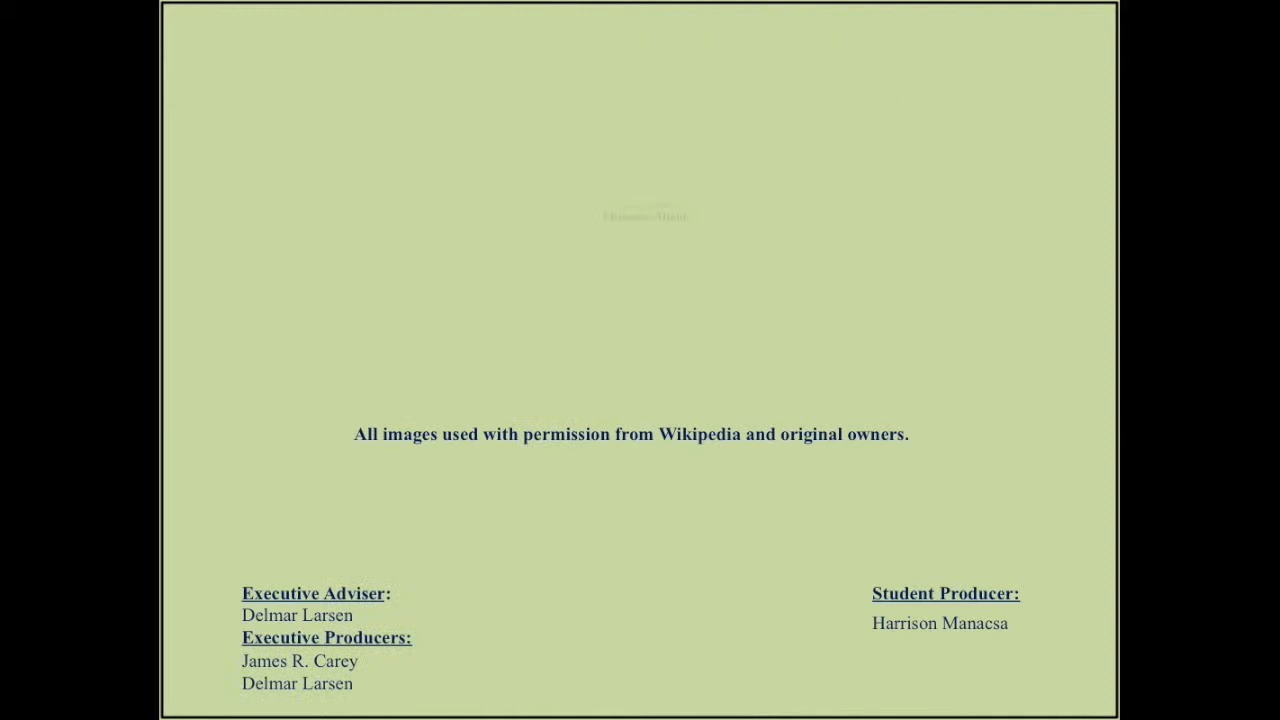 All images used with permission from Wikipedia and original owners.
Executive Adviser:
Delmar Larsen
Executive Producers:
James R. Carey
Delmar Larsen
Student Producer:
Harrison Manacsa